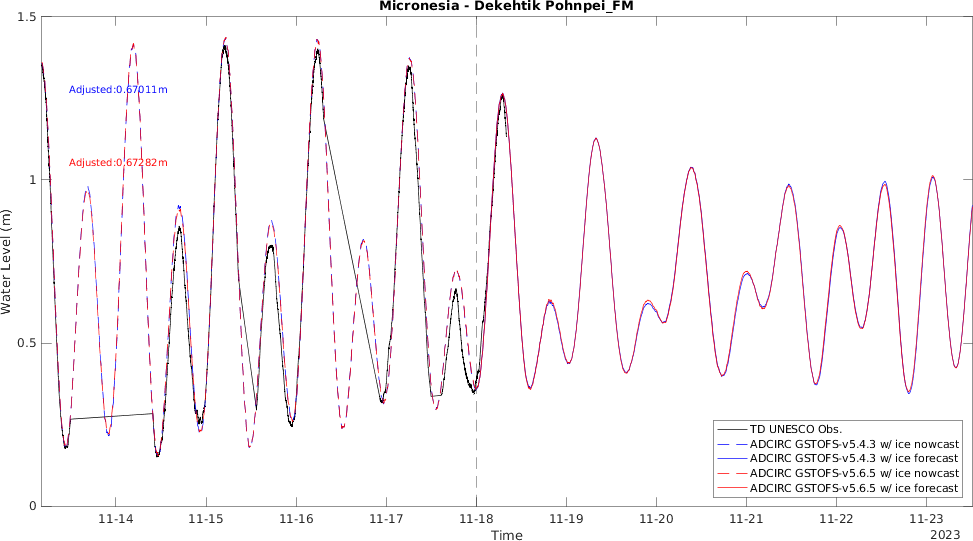 Micronesia - Dekehtik Pohnpei_FM
1.5
Adjusted:0.67011m
Adjusted:0.67282m
1
Water Level (m)
0.5
TD UNESCO Obs.
ADCIRC GSTOFS-v5.4.3 w/ ice nowcast
ADCIRC GSTOFS-v5.4.3 w/ ice forecast
ADCIRC GSTOFS-v5.6.5 w/ ice nowcast
ADCIRC GSTOFS-v5.6.5 w/ ice forecast
0
11-14 11-15 11-16 11-17 11-18 11-19 11-20 11-21 11-22 11-23
Time
2023